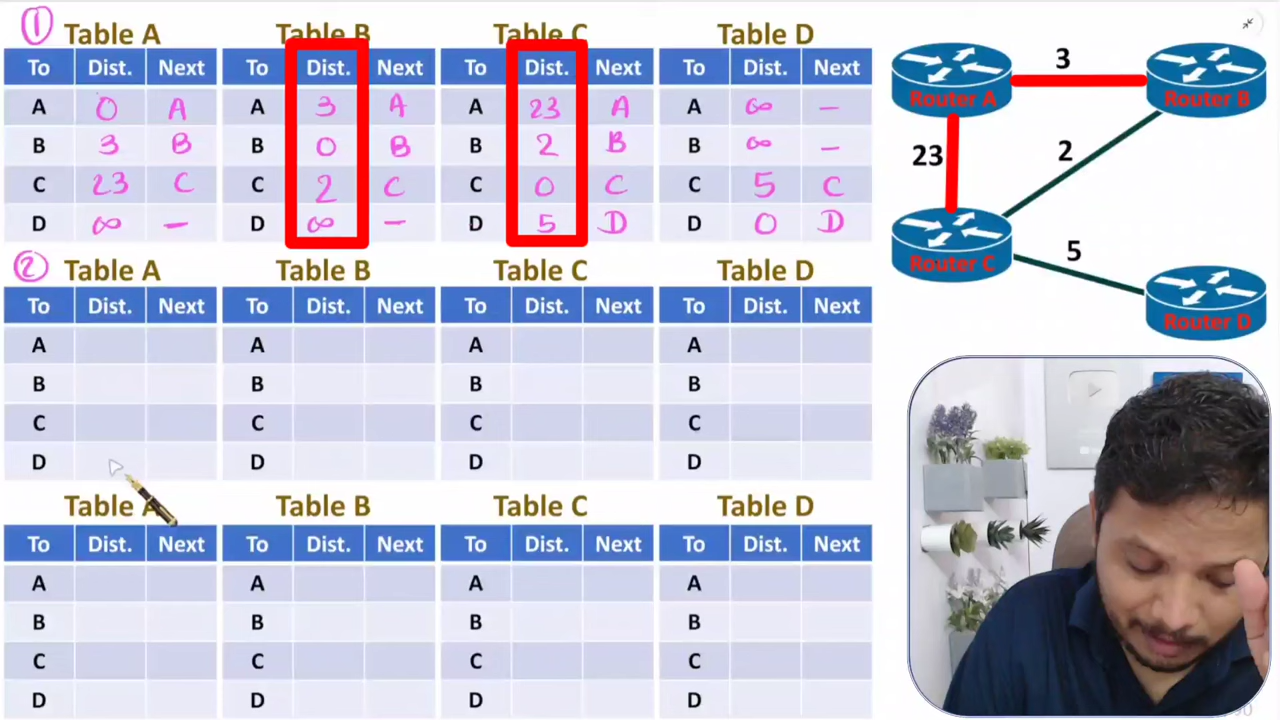 ① Table A Table B Table C Table D
To Dist. Next To Dist. Next To Dist. Next To Dist. Next
A 0 A A 3 A A 23 A A ∞ –
B 3 B B 0 B B 2 B B ∞ –
C 23 C C 2 C C 0 C C 5 C
D ∞ – D ∞ – D 5 D D 0 D
② Table A Table B Table C Table D
To Dist. Next To Dist. Next To Dist. Next To Dist. Next
A A A A
B B B B
C C C C
D D D D
Table A Table B Table C Table D
To Dist. Next To Dist. Next To Dist. Next To Dist. Next
A A A A
B B B B
C C C C
D D D D
3
Router A Router B
23 2
Router C 5
Router D